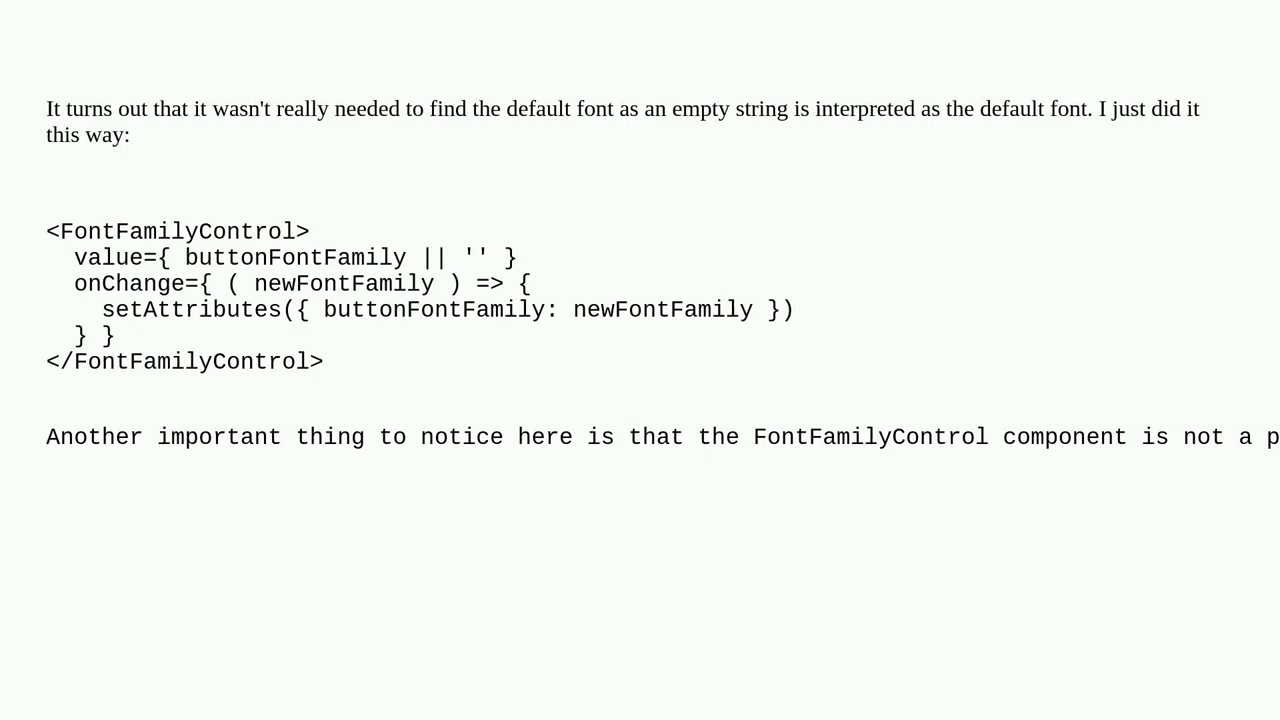 It turns out that it wasn't really needed to find the default font as an empty string is interpreted as the default font. I just did it
this way:
<FontFamilyControl>
  value={ buttonFontFamily || '' }
  onChange={ ( newFontFamily ) => {
    setAttributes({ buttonFontFamily: newFontFamily })
  } }
</FontFamilyControl>
Another important thing to notice here is that the FontFamilyControl component is not a